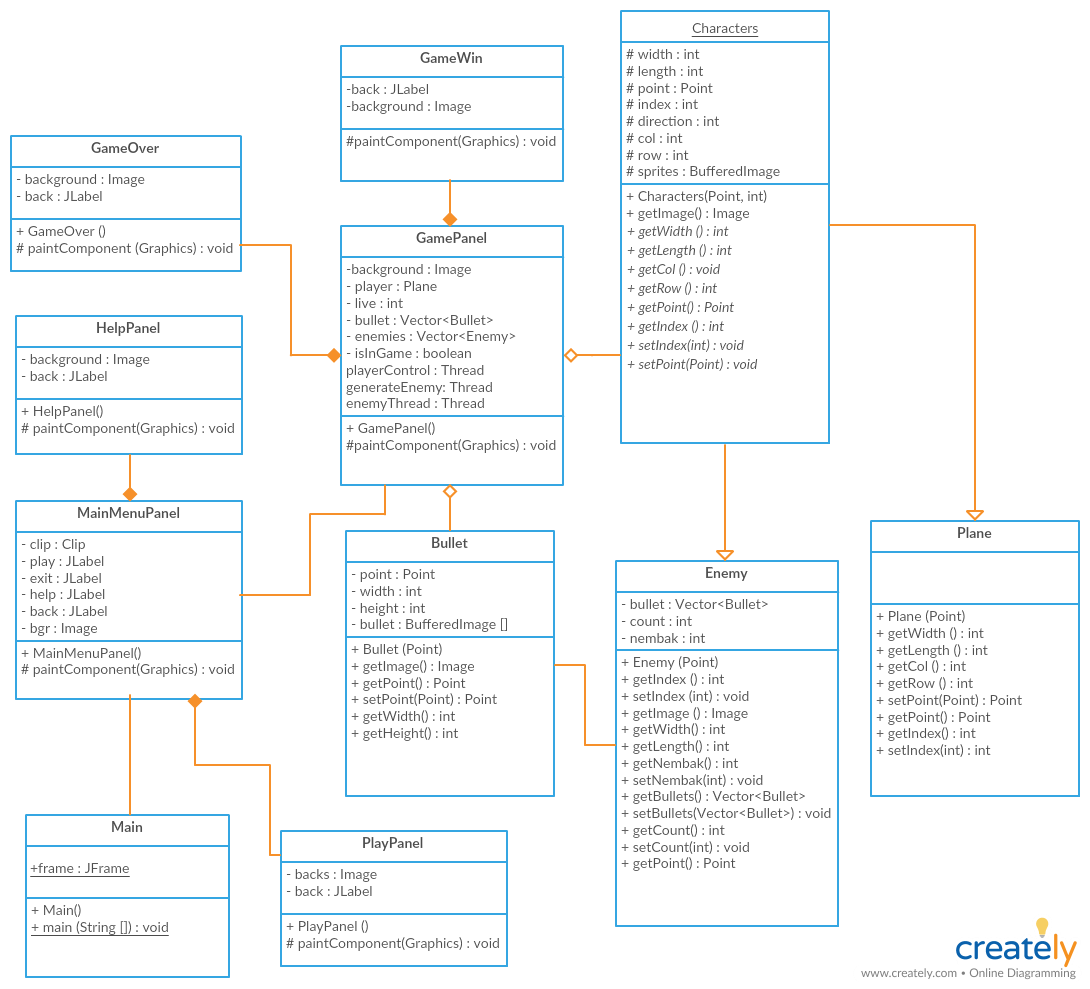 Characters
# width : int
# length : int
# point : Point
# index : int
# direction : int
# col : int
# row : int
# sprites : BufferedImage
+ Characters(Point, int)
+ getImage() : Image
+ getWidth () : int
+ getLength () : int
+ getCol () : void
+ getRow () : int
+ getPoint() : Point
+ getIndex () : int
+ setIndex(int) : void
+ setPoint(Point) : void
GameWin
-back : JLabel
-background : Image
#paintComponent(Graphics) : void
GameOver
- background : Image
- back : JLabel
+ GameOver ()
# paintComponent (Graphics) : void
GamePanel
-background : Image
- player : Plane
- live : int
- bullet : Vector<Bullet>
- enemies : Vector<Enemy>
- isInGame : boolean
playerControl : Thread
generateEnemy: Thread
enemyThread : Thread
+ GamePanel()
#paintComponent(Graphics) : void
HelpPanel
- background : Image
- back : JLabel
+ HelpPanel()
# paintComponent(Graphics) : void
MainMenuPanel
- clip : Clip
- play : JLabel
- exit : JLabel
- help : JLabel
- back : JLabel
- bgr : Image
+ MainMenuPanel()
# paintComponent(Graphics) : void
Bullet
- point : Point
- width : int
- height : int
- bullet : BufferedImage []
+ Bullet (Point)
+ getImage() : Image
+ getPoint() : Point
+ setPoint(Point) : Point
+ getWidth() : int
+ getHeight() : int
Enemy
- bullet : Vector<Bullet>
- count : int
- nembak : int
+ Enemy (Point)
+ getIndex () : int
+ setIndex (int) : void
+ getImage () : Image
+ getWidth() : int
+ getLength() : int
+ getNembak() : int
+ setNembak(int) : void
+ getBullets() : Vector<Bullet>
+ setBullets(Vector<Bullet>) : void
+ getCount() : int
+ setCount(int) : void
+ getPoint() : Point
Plane
+ Plane (Point)
+ getWidth () : int
+ getLength () : int
+ getCol () : int
+ getRow () : int
+ setPoint(Point) : Point
+ getPoint() : Point
+ getIndex() : int
+ setIndex(int) : int
Main
+frame : JFrame
+ Main()
+ main (String []) : void
PlayPanel
- backs : Image
- back : JLabel
+ PlayPanel ()
# paintComponent(Graphics) : void
creately
www.creately.com • Online Diagramming